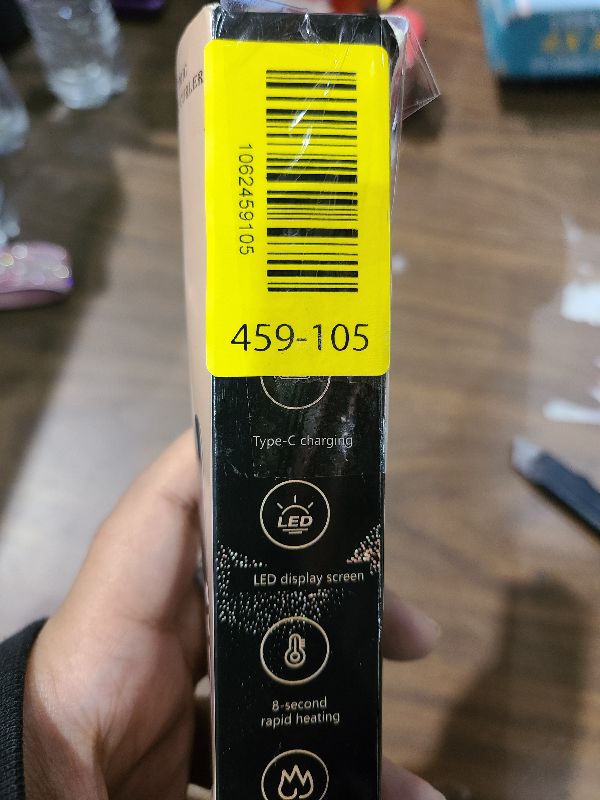 1062459105
459-105
Type-C charging
LED
LED display screen
8-second
rapid heating